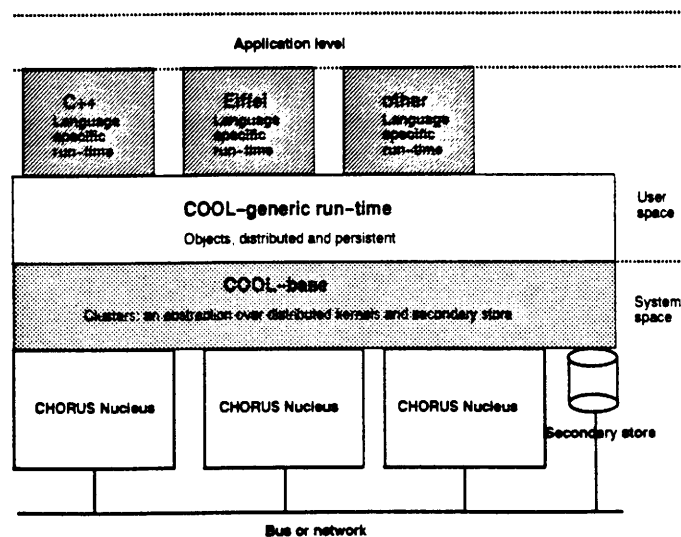 Application level
C++
Language
specific
run-time
Eiffel
Language
specific
run-time
other
Language
specific
run-time
COOL-generic run-time
Objects, distributed and persistent
User
space
COOL-base
Clusters: an abstraction over distributed kernels and secondary store
System
space
CHORUS Nucleus
CHORUS Nucleus
CHORUS Nucleus
Secondary store
Bus or network